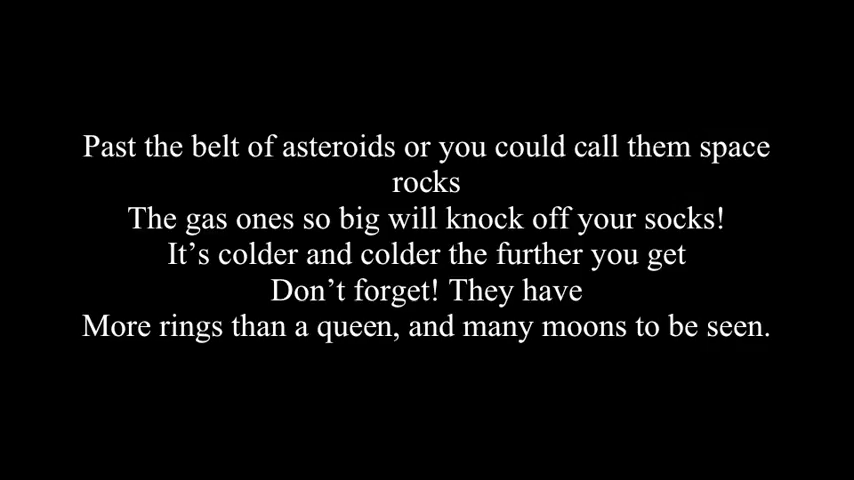 Past the belt of asteroids or you could call them space
rocks
The gas ones so big will knock off your socks!
It’s colder and colder the further you get
Don’t forget! They have
More rings than a queen, and many moons to be seen.